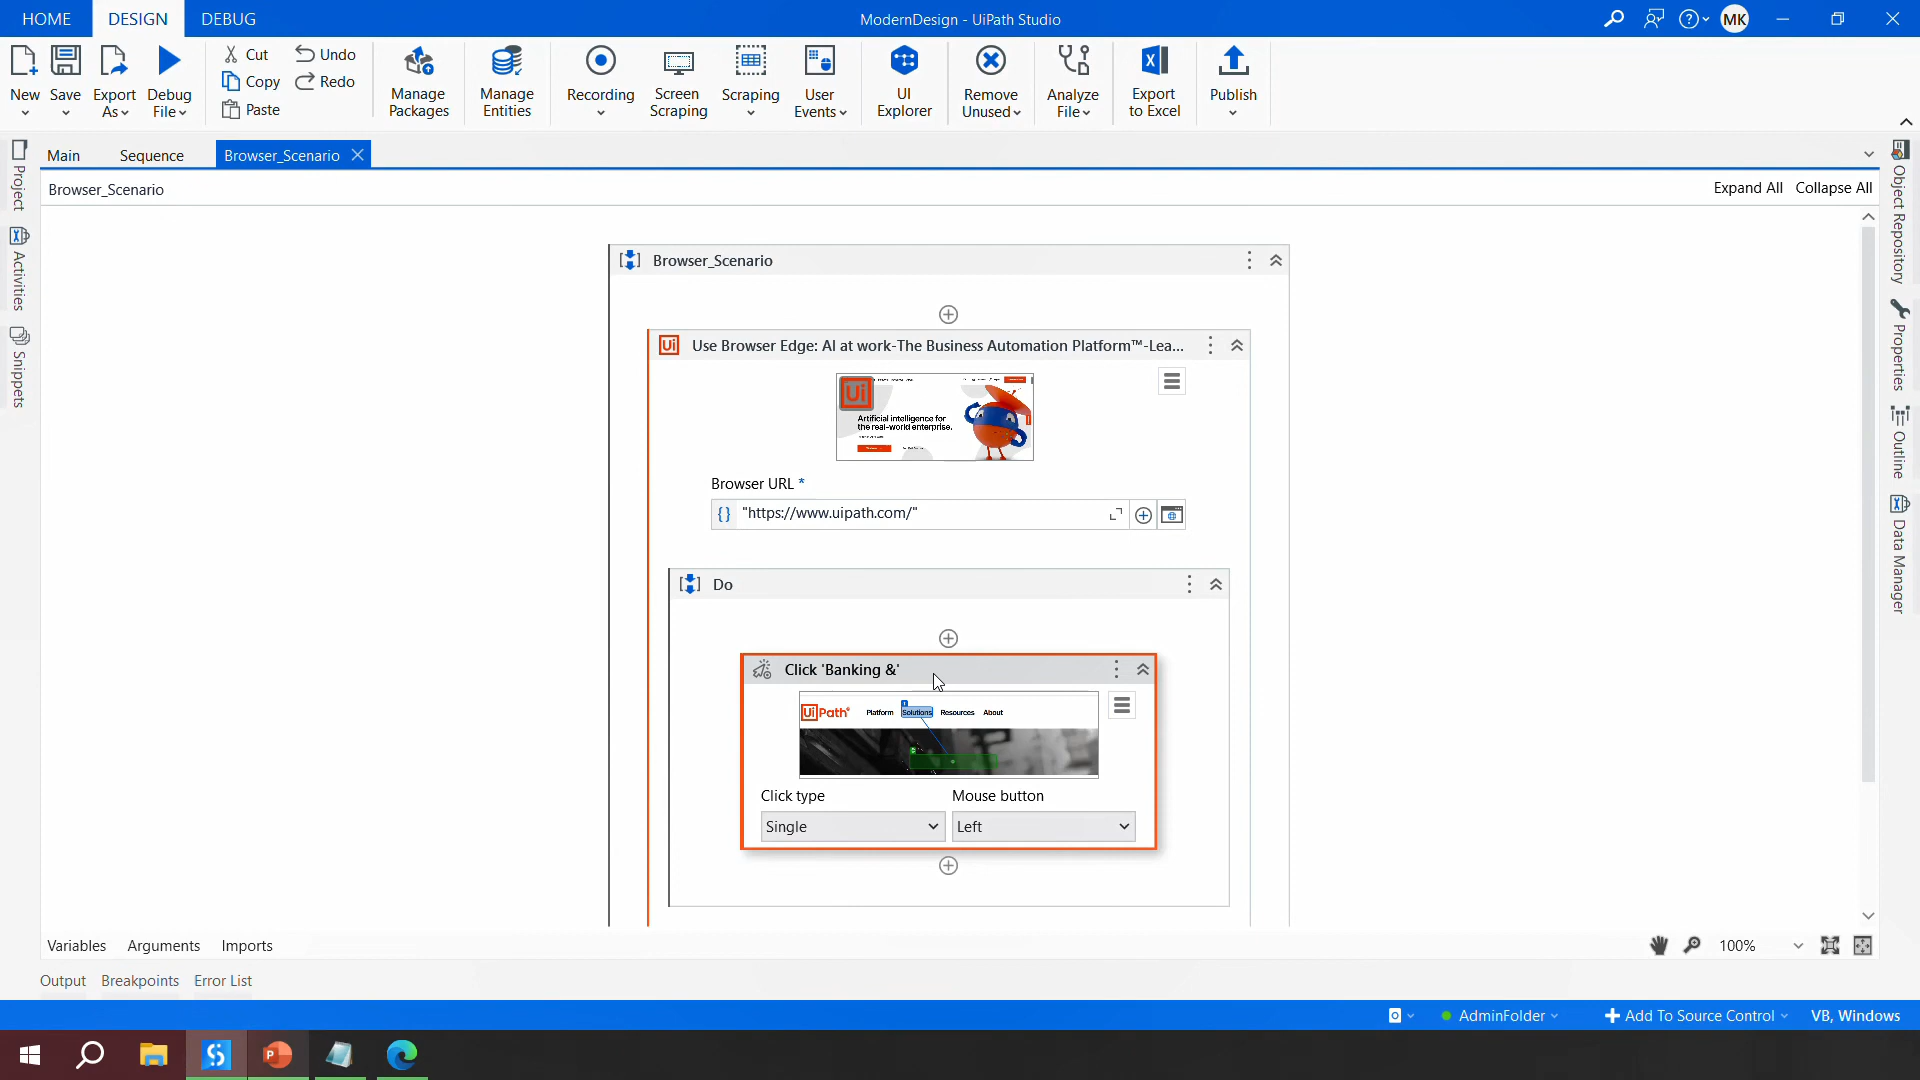 HOME
DESIGN
DEBUG
ModernDesign - UiPath Studio
MK
New
Save
Export As
Debug File
Cut
Copy
Paste
Undo
Redo
Manage Packages
Manage Entities
Recording
Screen Scraping
Scraping
User Events
UI Explorer
Remove Unused
Analyze File
Export to Excel
Publish
Main
Sequence
Browser_Scenario
Browser_Scenario
Expand All
Collapse All
Project
Activities
Snippets
Object Repository
Properties
Outline
Data Manager
Browser_Scenario
Use Browser Edge: AI at work-The Business Automation Platform™-Lea...
Ui
Artificial intelligence for
the real-world enterprise.
Browser URL *
"https://www.uipath.com/"
Do
Click 'Banking &'
UiPath
Platform
Solutions
Resources
About
Click type
Mouse button
Single
Left
Variables
Arguments
Imports
100%
Output
Breakpoints
Error List
AdminFolder
Add To Source Control
VB, Windows